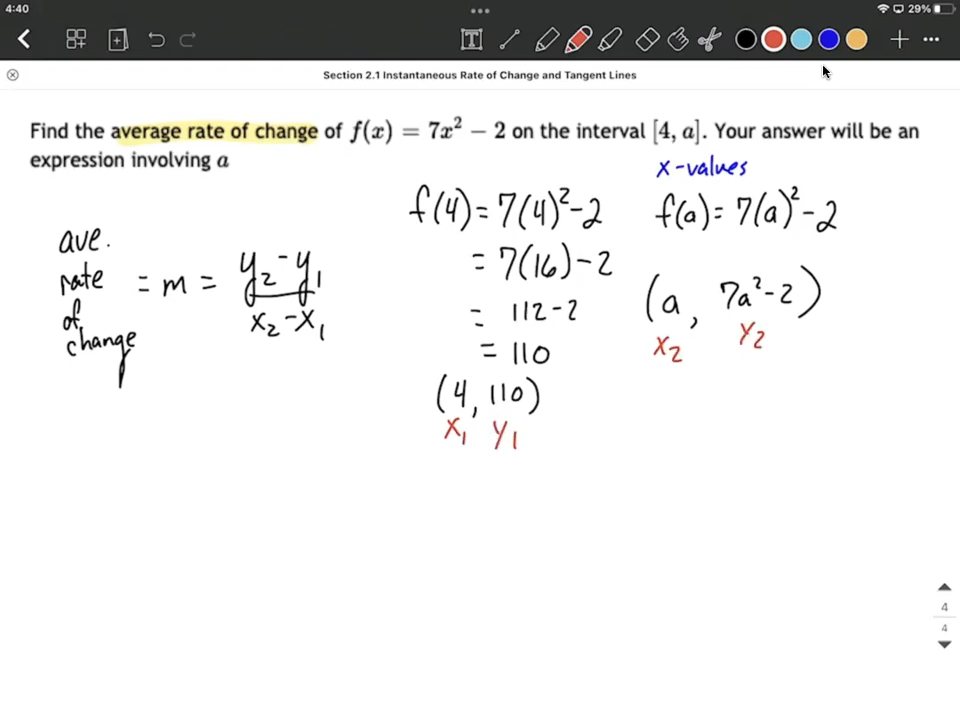 4:40
29%
Section 2.1 Instantaneous Rate of Change and Tangent Lines
Find the average rate of change of f(x) = 7x² − 2 on the interval [4, a]. Your answer will be an
expression involving a
x-values
ave.
rate
of
change
= m = (y₂-y₁)/(x₂-x₁)
f(4) = 7(4)²-2
= 7(16)-2
= 112-2
= 110
(4, 110)
x₁ y₁
f(a) = 7(a)²-2
(a, 7a²-2)
x₂ y₂
4
4